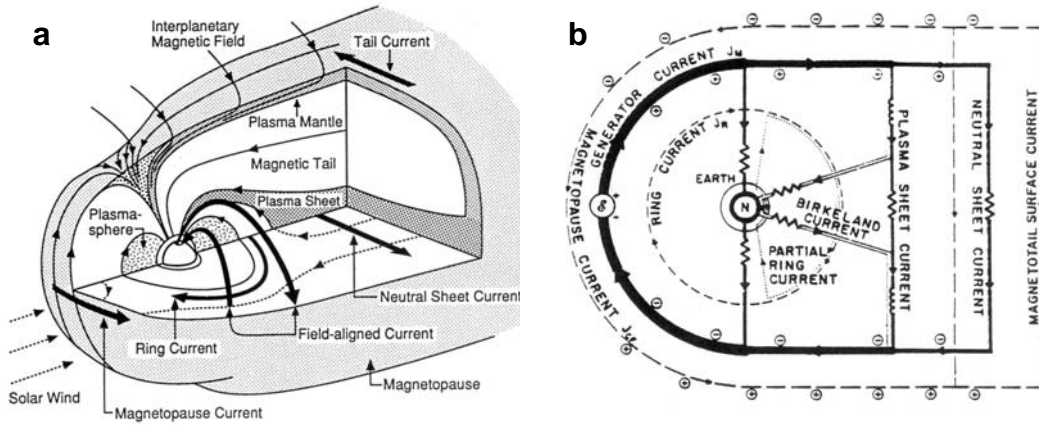 a
Interplanetary
Magnetic Field
Tail Current
Plasma Mantle
Magnetic Tail
Plasma Sheet
Plasma-
sphere
Neutral Sheet Current
Ring Current
Field-aligned Current
Solar Wind
Magnetopause
Magnetopause Current
b
GENERATOR CURRENT JM
MAGNETOPAUSE CURRENT
RING CURRENT JR
EARTH
N
BIRKELAND
CURRENT
PARTIAL
RING
CURRENT
PLASMA SHEET CURRENT
NEUTRAL SHEET CURRENT
MAGNETOTAIL SURFACE CURRENT